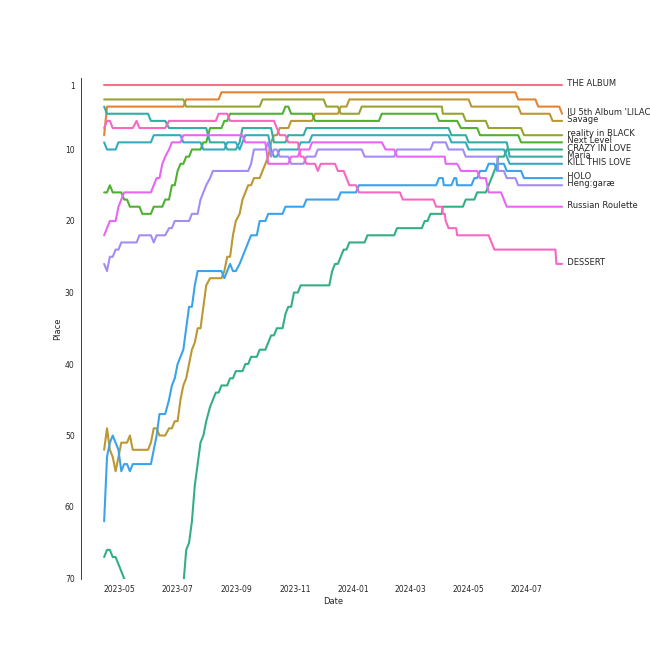 1
10
20
30
40
50
60
70
Place
2023-05
2023-07
2023-09
2023-11
2024-01
2024-03
2024-05
2024-07
Date
THE ALBUM
IU 5th Album 'LILAC
Savage
reality in BLACK
Next Level
CRAZY IN LOVE
Maria
KILL THIS LOVE
HOLO
Heng:garæ
Russian Roulette
DESSERT